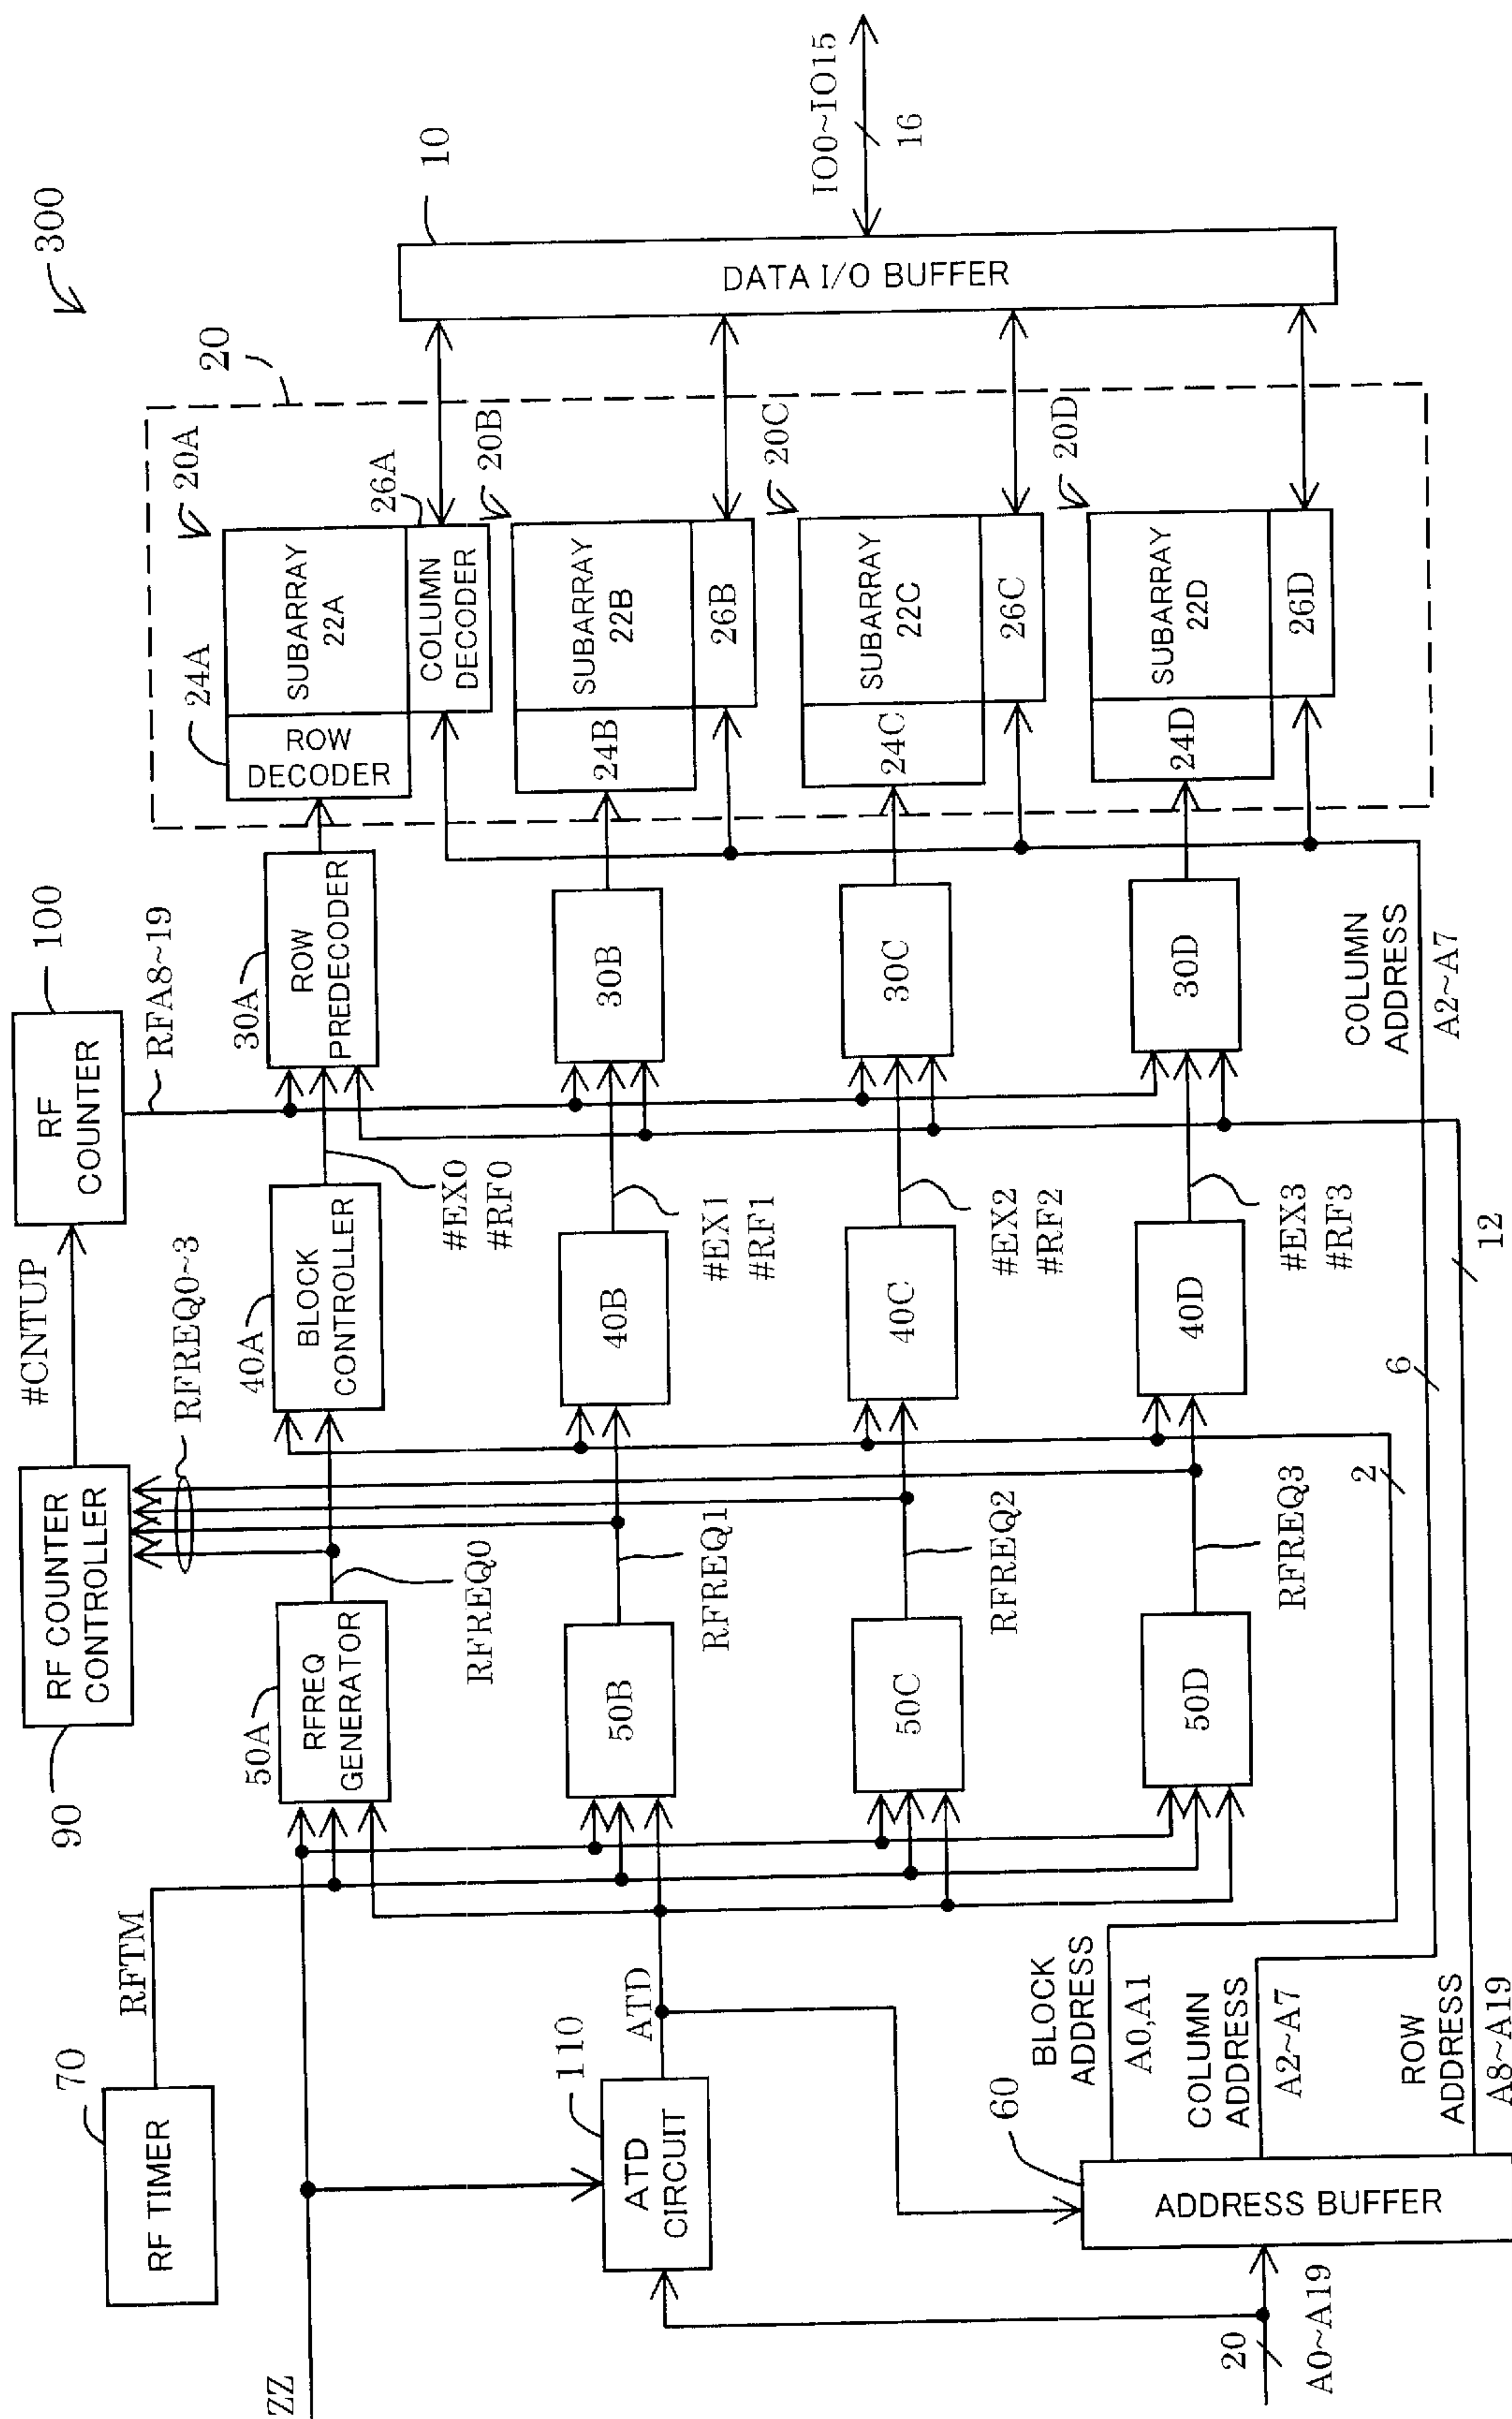 300
20
10
DATA I/O BUFFER
IO0~IO15
16
20A
24A
ROW
DECODER
SUBARRAY
22A
26A
COLUMN
DECODER
20B
24B
SUBARRAY
22B
26B
20C
24C
SUBARRAY
22C
26C
20D
24D
SUBARRAY
22D
26D
100
RF
COUNTER
RFA8~19
#CNTUP
90
RF COUNTER
CONTROLLER
RFREQ0~3
30A
ROW
PREDECODER
30B
30C
30D
40A
BLOCK
CONTROLLER
40B
40C
40D
#EX0
#RF0
#EX1
#RF1
#EX2
#RF2
#EX3
#RF3
50A
RFREQ
GENERATOR
50B
50C
50D
RFREQ0
RFREQ1
RFREQ2
RFREQ3
70
RF TIMER
RFTM
ZZ
110
ATD
CIRCUIT
ATD
60
ADDRESS BUFFER
20
A0~A19
BLOCK
ADDRESS
A0,A1
2
COLUMN
ADDRESS
A2~A7
6
ROW
ADDRESS
A8~A19
12
COLUMN
ADDRESS
A2~A7